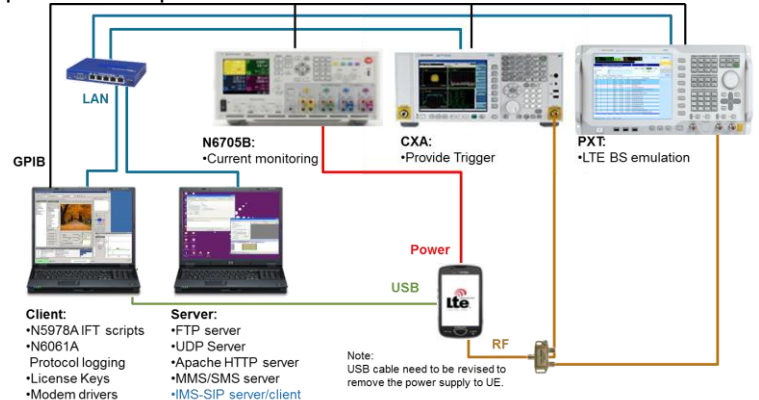 LAN
GPIB
N6705B:
•Current monitoring
CXA:
•Provide Trigger
PXT:
•LTE BS emulation
Power
USB
Lte
RF
Client:
•N5978A IFT scripts
•N6061A
Protocol logging
•License Keys
•Modem drivers
Server:
•FTP server
•UDP Server
•Apache HTTP server
•MMS/SMS server
•IMS-SIP server/client
Note:
USB cable need to be revised to
remove the power supply to UE.